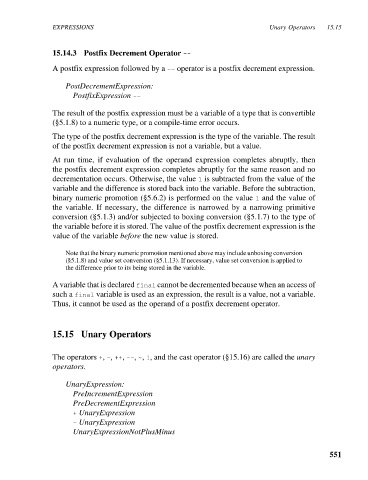 EXPRESSIONS Unary Operators 15.15
15.14.3 Postfix Decrement Operator --
A postfix expression followed by a -- operator is a postfix decrement expression.
PostDecrementExpression:
PostfixExpression --
The result of the postfix expression must be a variable of a type that is convertible
(§5.1.8) to a numeric type, or a compile-time error occurs.
The type of the postfix decrement expression is the type of the variable. The result
of the postfix decrement expression is not a variable, but a value.
At run time, if evaluation of the operand expression completes abruptly, then
the postfix decrement expression completes abruptly for the same reason and no
decrementation occurs. Otherwise, the value 1 is subtracted from the value of the
variable and the difference is stored back into the variable. Before the subtraction,
binary numeric promotion (§5.6.2) is performed on the value 1 and the value of
the variable. If necessary, the difference is narrowed by a narrowing primitive
conversion (§5.1.3) and/or subjected to boxing conversion (§5.1.7) to the type of
the variable before it is stored. The value of the postfix decrement expression is the
value of the variable before the new value is stored.
Note that the binary numeric promotion mentioned above may include unboxing conversion
(§5.1.8) and value set conversion (§5.1.13). If necessary, value set conversion is applied to
the difference prior to its being stored in the variable.
A variable that is declared final cannot be decremented because when an access of
such a final variable is used as an expression, the result is a value, not a variable.
Thus, it cannot be used as the operand of a postfix decrement operator.
15.15 Unary Operators
The operators +, -, ++, --, ~, !, and the cast operator (§15.16) are called the unary
operators.
UnaryExpression:
PreIncrementExpression
PreDecrementExpression
+ UnaryExpression
- UnaryExpression
UnaryExpressionNotPlusMinus
551